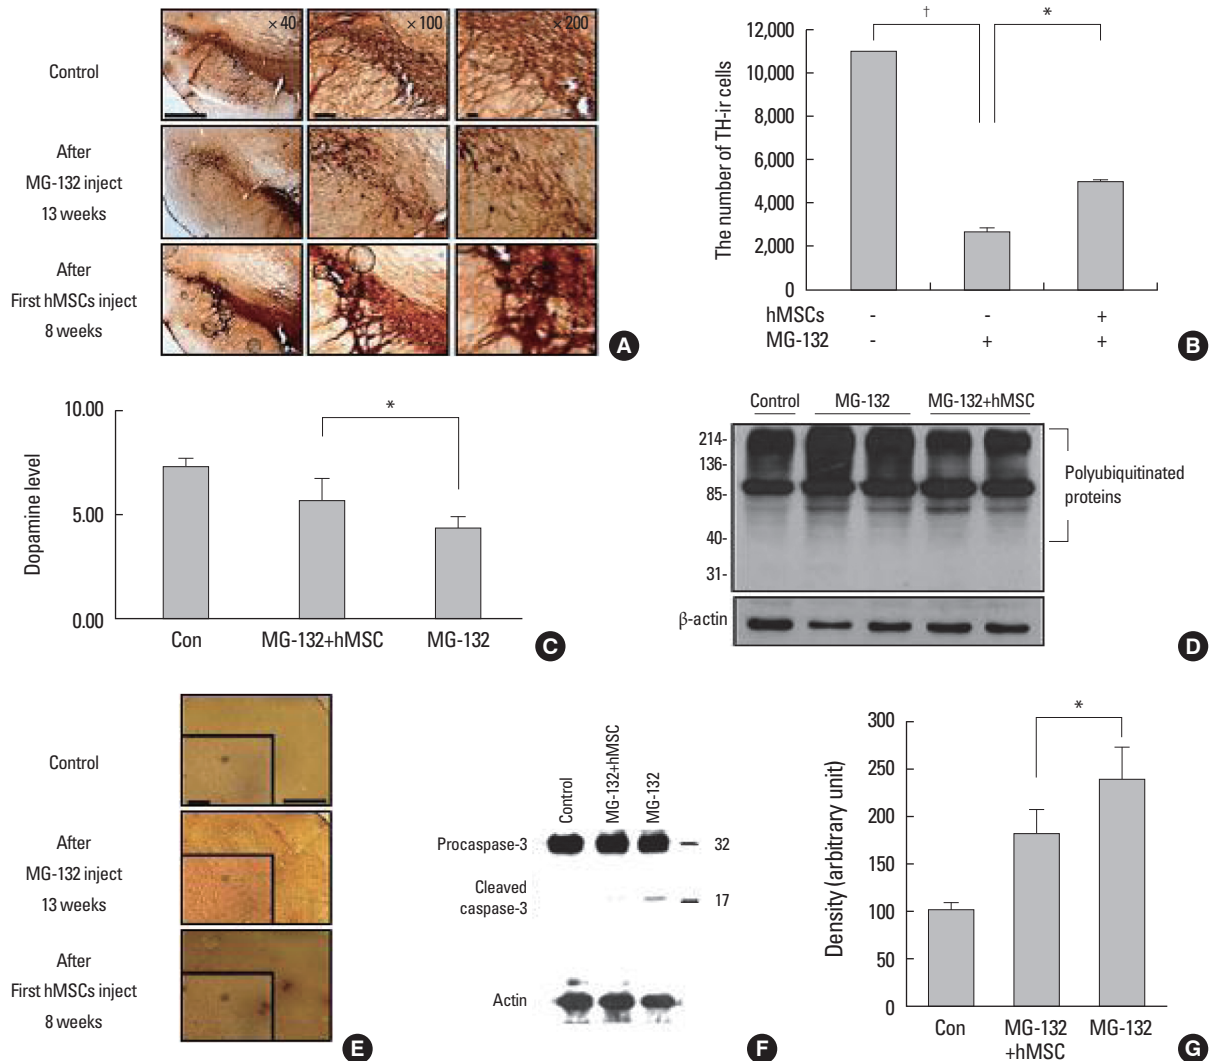 ×40
×100
×200
Control
After
MG-132 inject
13 weeks
After
First hMSCs inject
8 weeks
A
The number of TH-ir cells
12,000
10,000
8,000
6,000
4,000
2,000
0
†
*
hMSCs - - +
MG-132 - + +
B
Dopamine level
10.00
5.00
0.00
*
Con MG-132+hMSC MG-132
C
Control MG-132 MG-132+hMSC
214-
136-
85-
40-
31-
Polyubiquitinated
proteins
β-actin
D
Control
After
MG-132 inject
13 weeks
After
First hMSCs inject
8 weeks
E
Control
MG-132+hMSC
MG-132
Procaspase-3
32
Cleaved
caspase-3
17
Actin
F
Density (arbitrary unit)
300
250
200
150
100
50
0
*
Con MG-132 MG-132
+hMSC
G